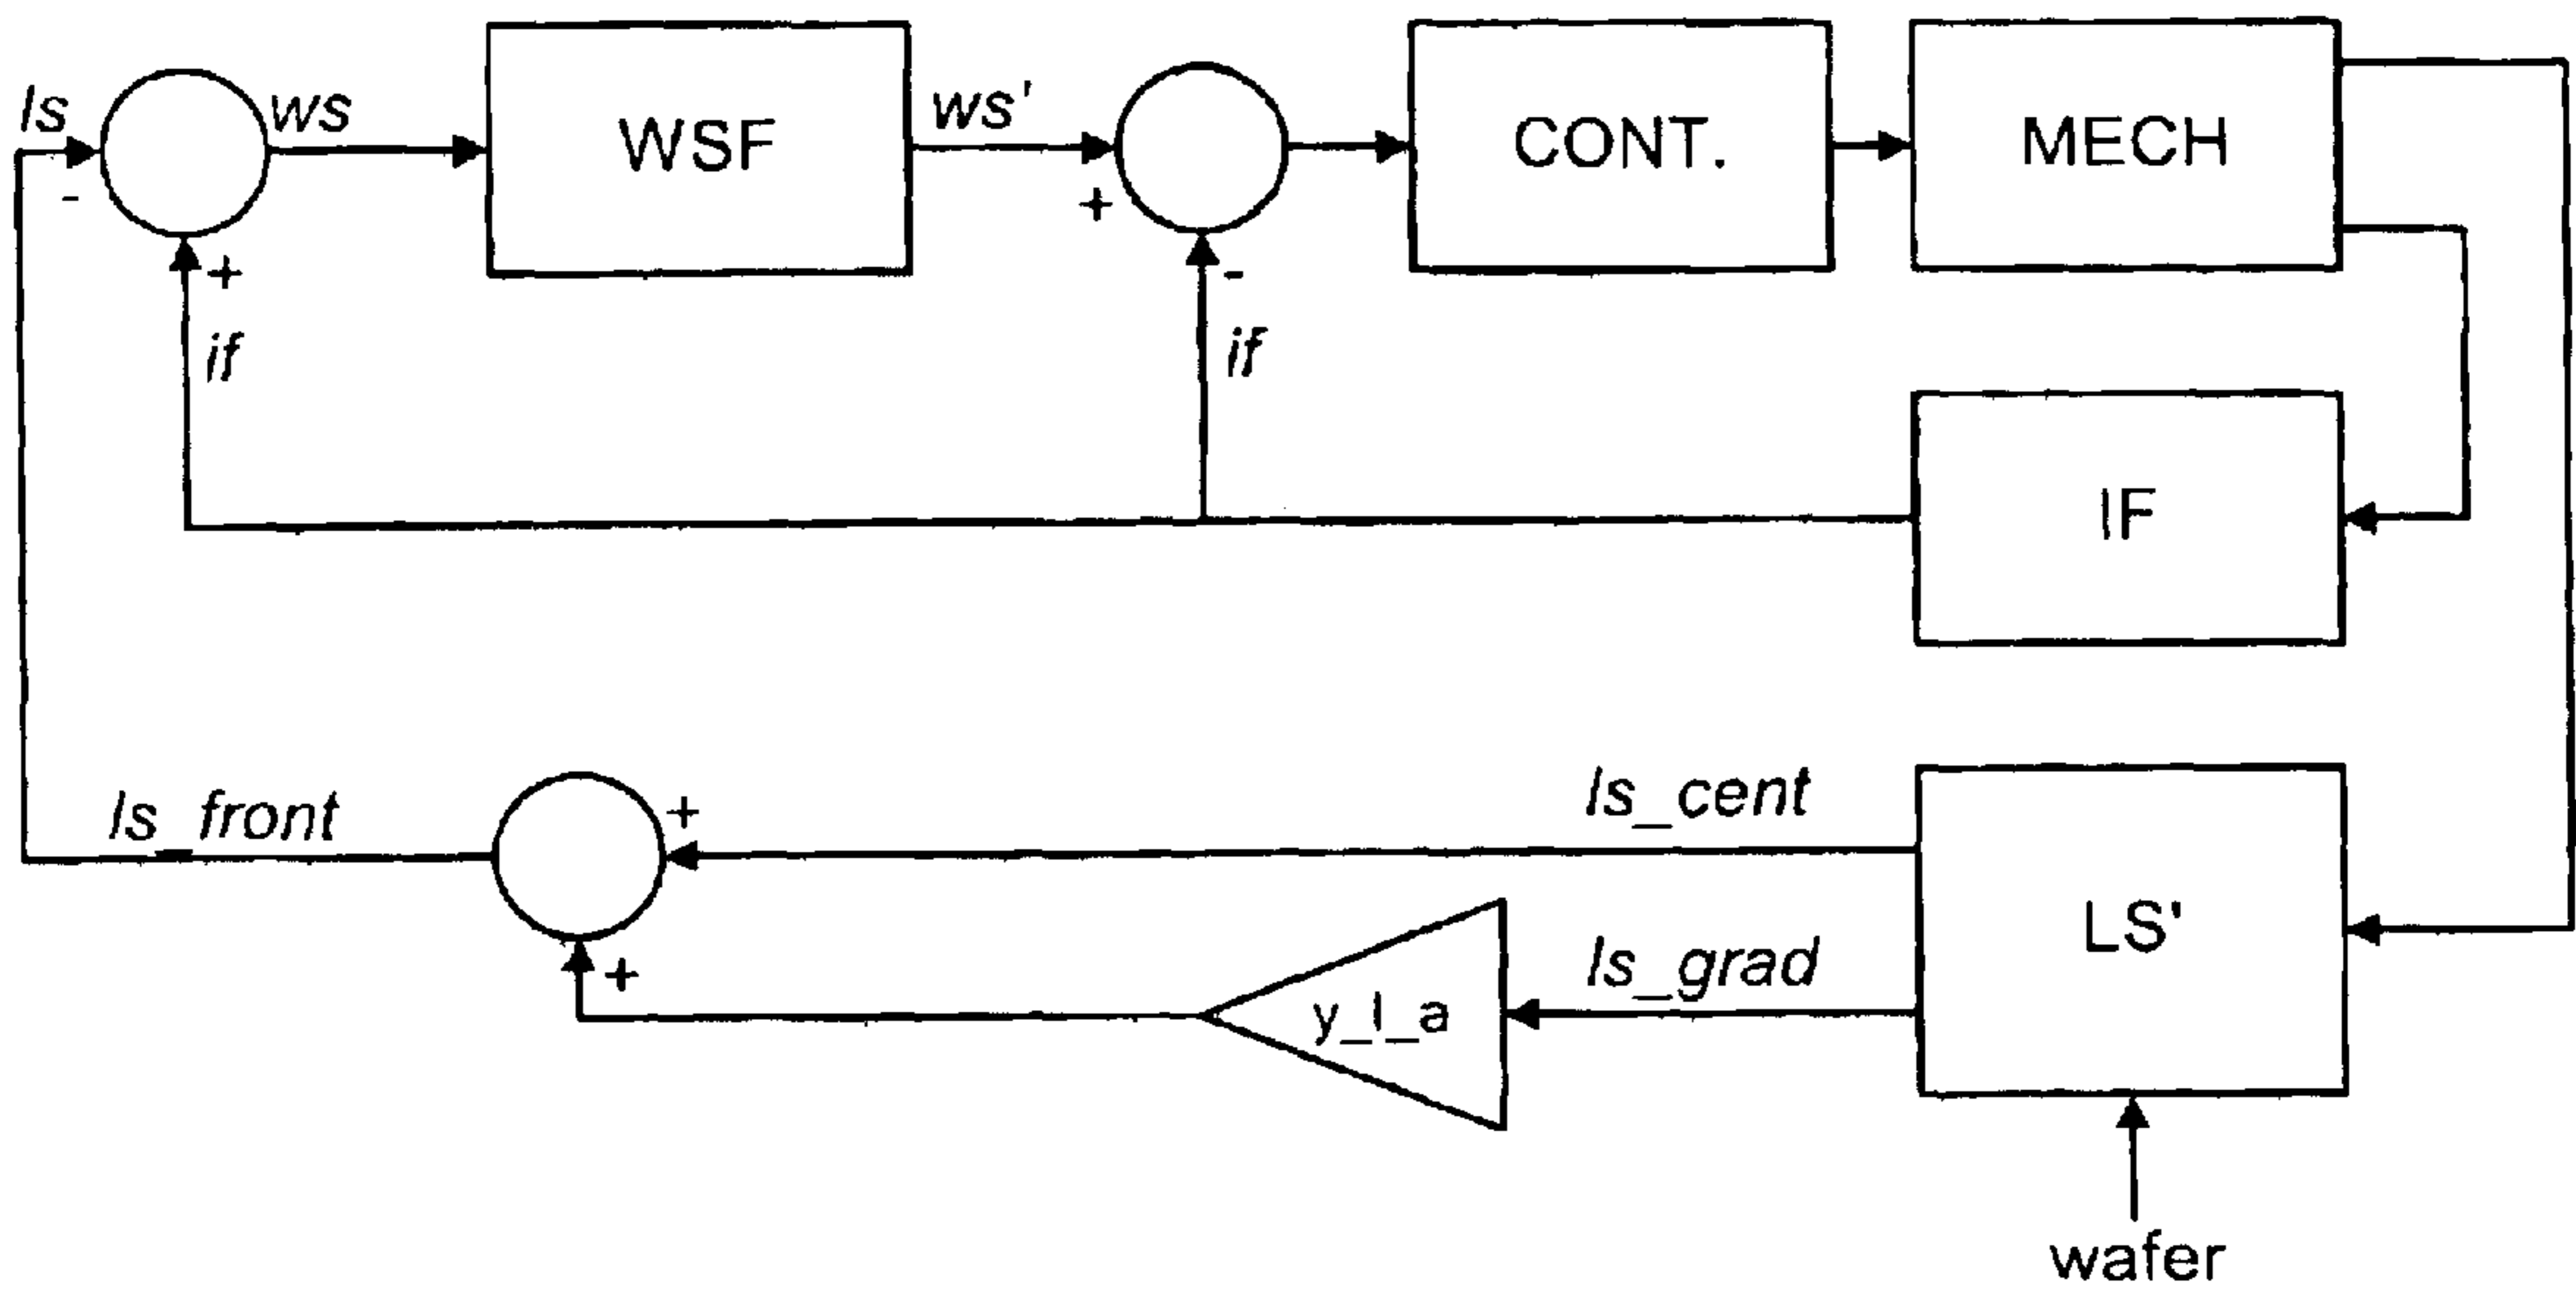 ls
ws
WSF
ws'
CONT.
MECH
-
+
+
-
if
if
IF
ls_front
+
ls_cent
+
y_l_a
ls_grad
LS'
wafer